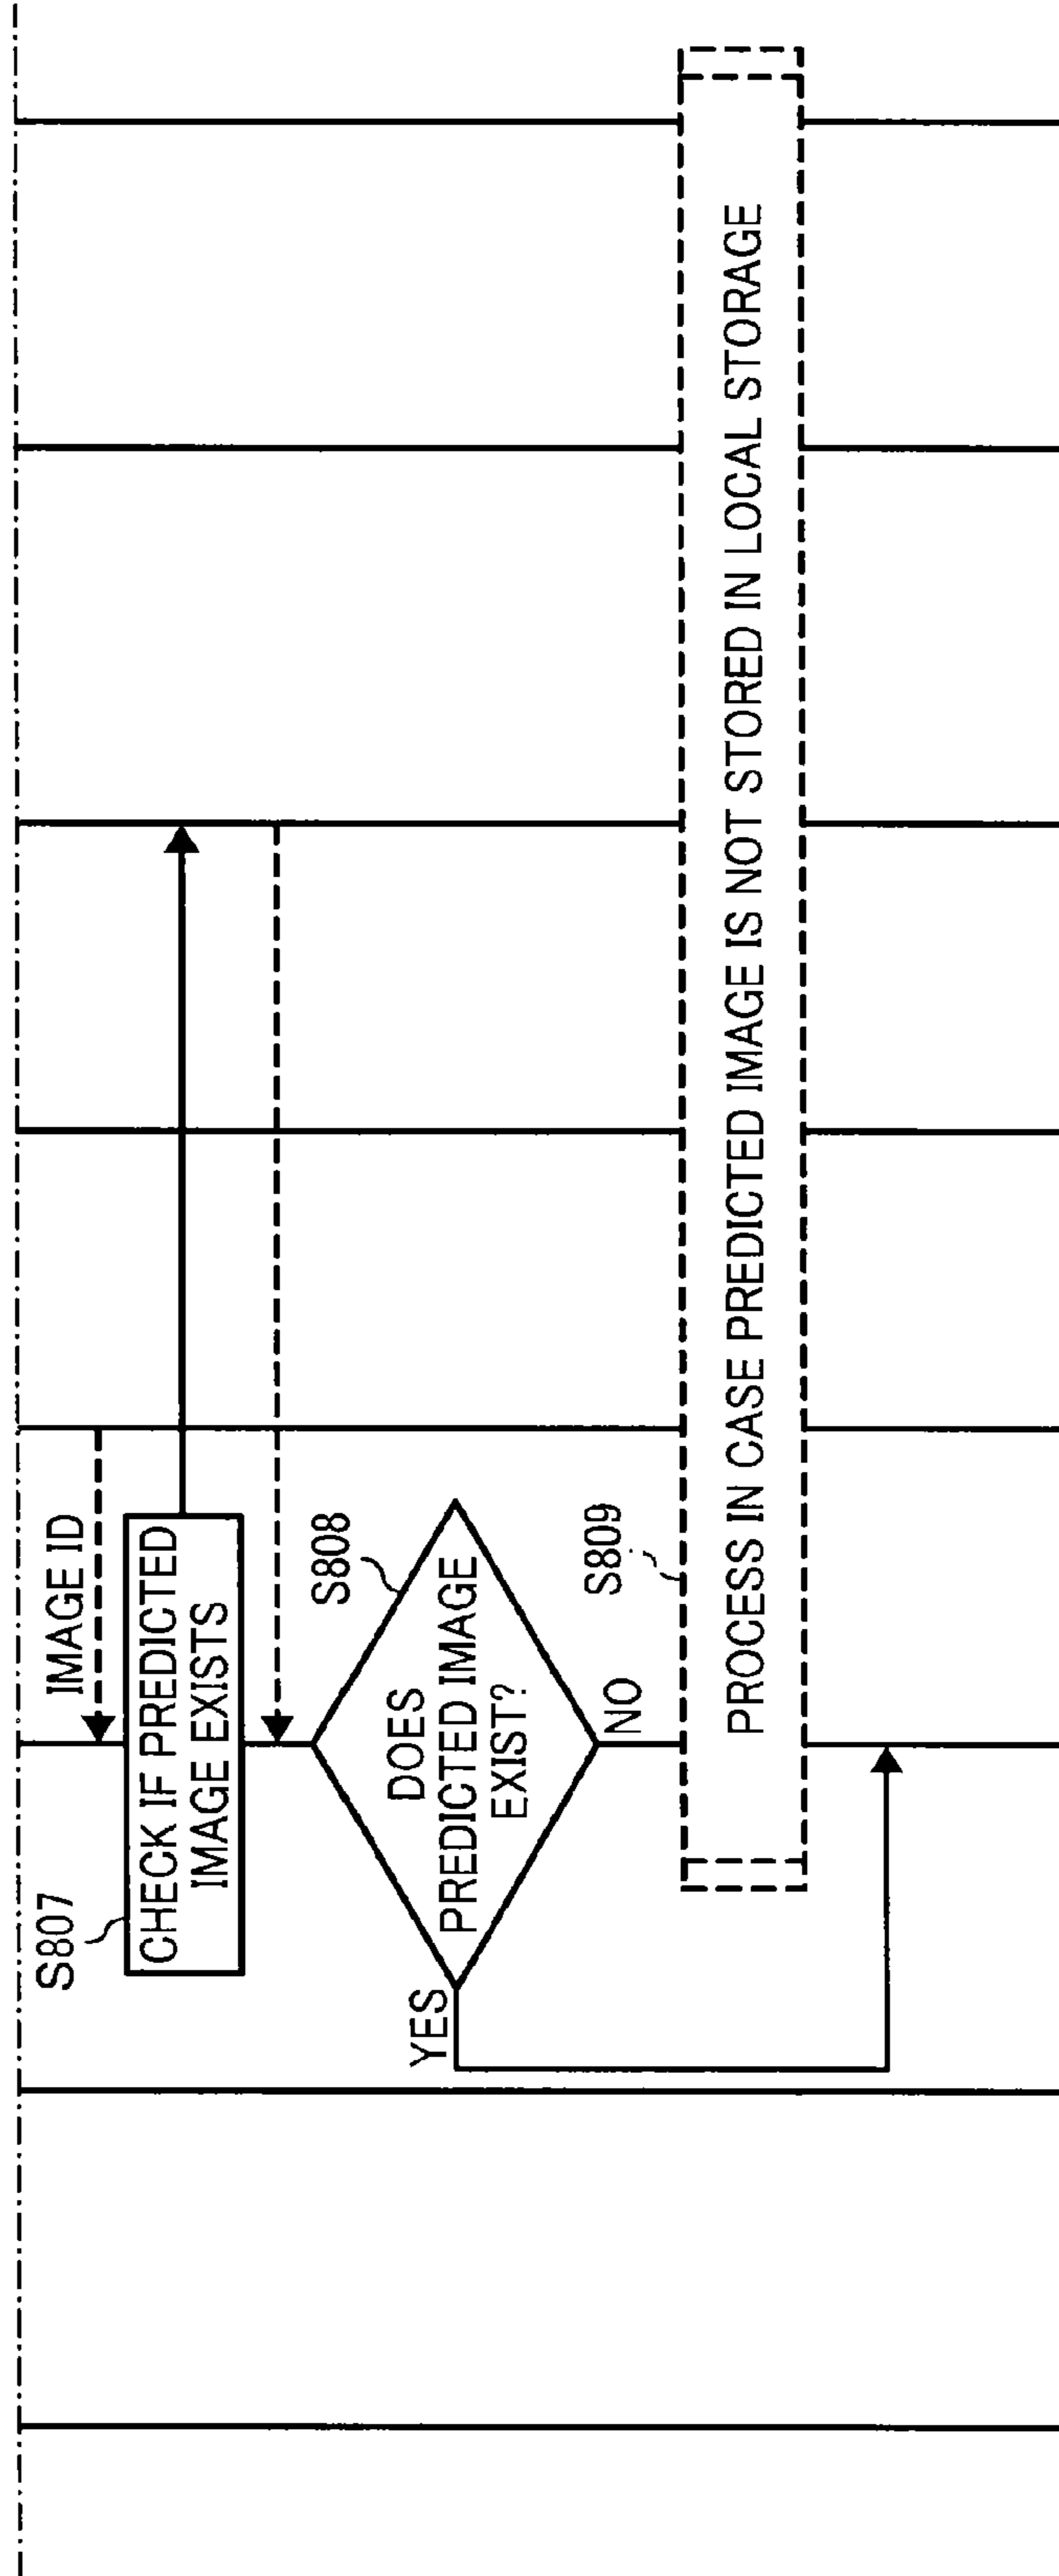 IMAGE ID
S807
CHECK IF PREDICTED
IMAGE EXISTS
S808
DOES
PREDICTED IMAGE
EXIST?
YES
NO
S809
PROCESS IN CASE PREDICTED IMAGE IS NOT STORED IN LOCAL STORAGE